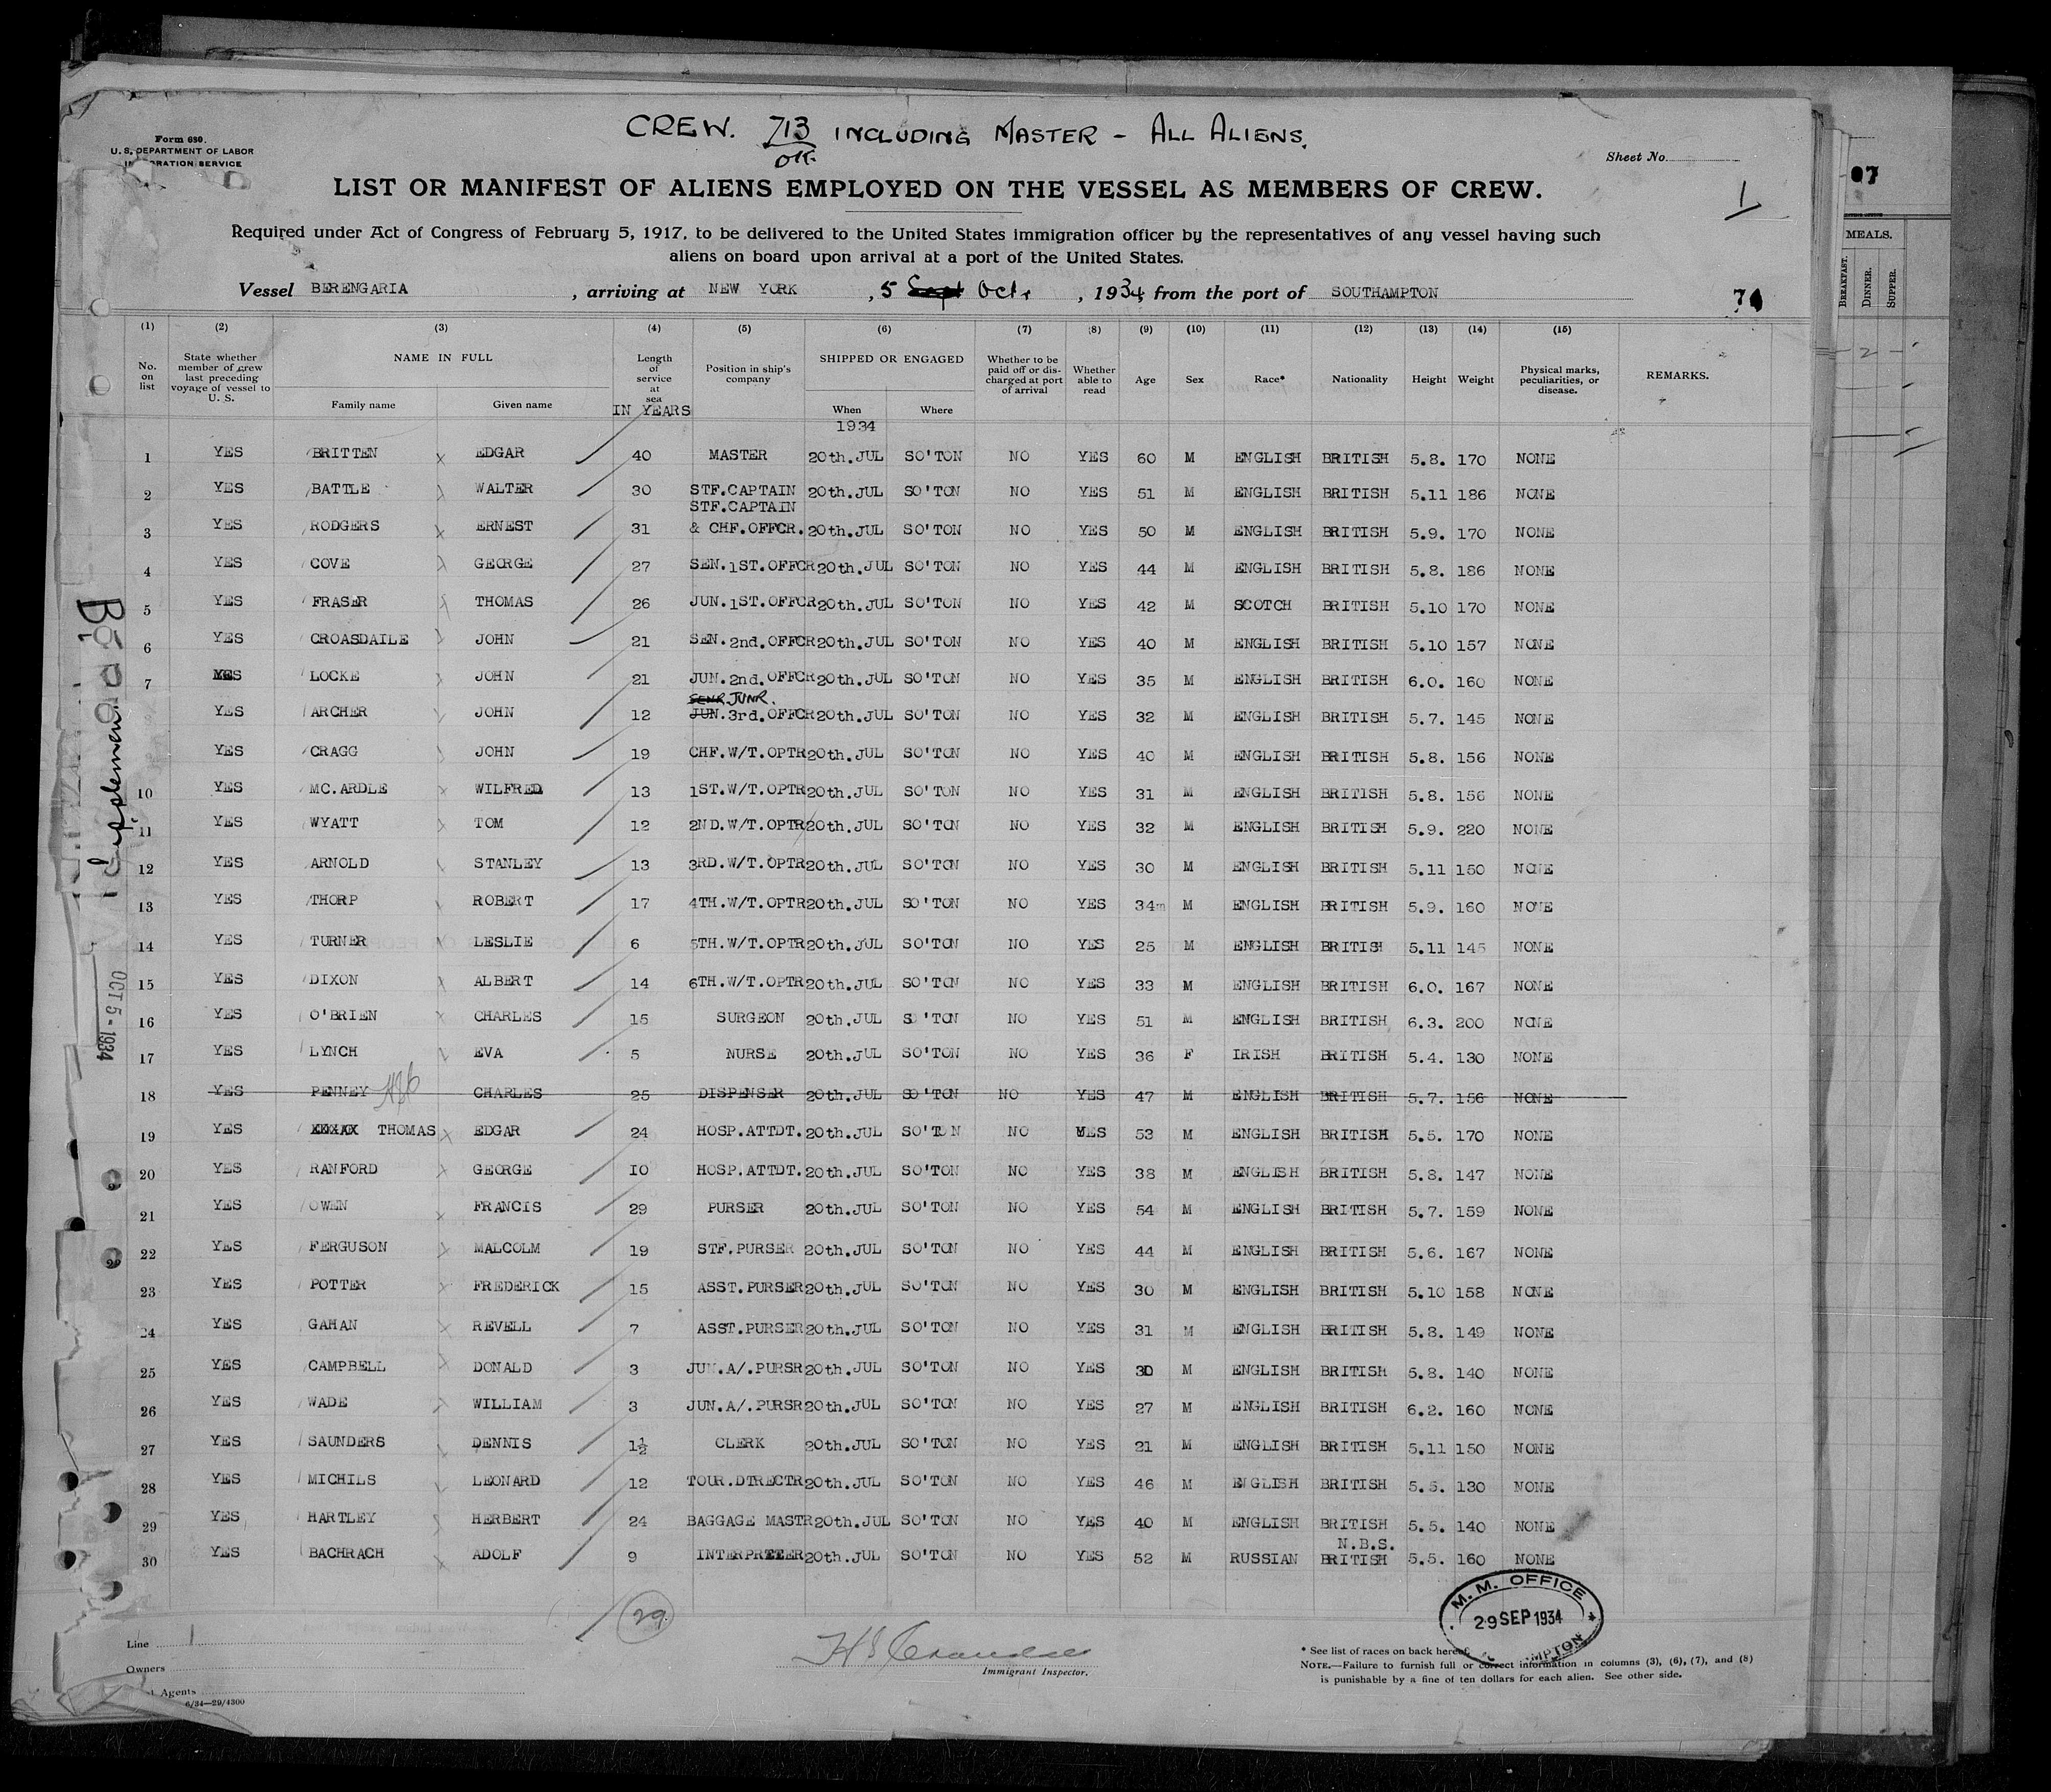 CREW. 713 INCLUDING MASTER - ALL ALIENS.
OK
Form 680.
U. S. DEPARTMENT OF LABOR
IMMIGRATION SERVICE
Sheet No.
LIST OR MANIFEST OF ALIENS EMPLOYED ON THE VESSEL AS MEMBERS OF CREW.
1
Required under Act of Congress of February 5, 1917, to be delivered to the United States immigration officer by the representatives of any vessel having such
aliens on board upon arrival at a port of the United States.
Vessel BERENGARIA, arriving at NEW YORK, 5 Sept Oct, 1934, from the port of SOUTHAMPTON
(1) (2) (3) (4) (5) (6) (7) (8) (9) (10) (11) (12) (13) (14) (15)
No. on list State whether member of crew last preceding voyage of vessel to U. S. NAME IN FULL Family name Given name Length of service at sea IN YEARS Position in ship's company SHIPPED OR ENGAGED When Where Whether to be paid off or discharged at port of arrival Whether able to read Age Sex Race* Nationality Height Weight Physical marks, peculiarities, or disease. REMARKS.
1934
1 YES BRITTEN EDGAR 40 MASTER 20th.JUL SO'TON NO YES 60 M ENGLISH BRITISH 5.8. 170 NONE
2 YES BATTLE WALTER 30 STF.CAPTAIN 20th.JUL SO'TON NO YES 51 M ENGLISH BRITISH 5.11 186 NONE
STF.CAPTAIN
3 YES RODGERS ERNEST 31 & CHF.OFFCR. 20th.JUL SO'TON NO YES 50 M ENGLISH BRITISH 5.9. 170 NONE
4 YES COVE GEORGE 27 SEN.1ST.OFFCR 20th.JUL SO'TON NO YES 44 M ENGLISH BRITISH 5.8. 186 NONE
5 YES FRASER THOMAS 26 JUN.1ST.OFFCR 20th.JUL SO'TON NO YES 42 M SCOTCH BRITISH 5.10 170 NONE
6 YES CROASDAILE JOHN 21 SEN.2nd.OFFCR 20th.JUL SO'TON NO YES 40 M ENGLISH BRITISH 5.10 157 NONE
7 YES LOCKE JOHN 21 JUN.2nd.OFFCR 20th.JUL SO'TON NO YES 35 M ENGLISH BRITISH 6.0. 160 NONE
SENR JUNR.
YES ARCHER JOHN 12 JUN.3rd.OFFCR 20th.JUL SO'TON NO YES 32 M ENGLISH BRITISH 5.7. 145 NONE
YES CRAGG JOHN 19 CHF.W/T.OPTR 20th.JUL SO'TON NO YES 40 M ENGLISH BRITISH 5.8. 156 NONE
10 YES MC.ARDLE WILFRED 13 1ST.W/T.OPTR 20th.JUL SO'TON NO YES 31 M ENGLISH BRITISH 5.8. 156 NONE
11 YES WYATT TOM 12 2ND.W/T.OPTR 20th.JUL SO'TON NO YES 32 M ENGLISH BRITISH 5.9. 220 NONE
12 YES ARNOLD STANLEY 13 3RD.W/T.OPTR 20th.JUL SO'TON NO YES 30 M ENGLISH BRITISH 5.11 150 NONE
13 YES THORP ROBERT 17 4TH.W/T.OPTR 20th.JUL SO'TON NO YES 34m M ENGLISH BRITISH 5.9. 160 NONE
14 YES TURNER LESLIE 6 5TH.W/T.OPTR 20th.JUL SO'TON NO YES 25 M ENGLISH BRITISH 5.11 145 NONE
15 YES DIXON ALBERT 14 6TH.W/T.OPTR 20th.JUL SO'TON NO YES 33 M ENGLISH BRITISH 6.0. 167 NONE
16 YES O'BRIEN CHARLES 15 SURGEON 20th.JUL S 'TON NO YES 51 M ENGLISH BRITISH 6.3. 200 NONE
17 YES LYNCH EVA 5 NURSE 20th.JUL SO'TON NO YES 36 F IRISH BRITISH 5.4. 130 NONE
18 YES PENNEY CHARLES 25 DISPENSER 20th.JUL SO'TON NO YES 47 M ENGLISH BRITISH 5.7. 156 NONE
19 YES THOMAS EDGAR 24 HOSP.ATTDT. 20th.JUL SO'TON NO YES 53 M ENGLISH BRITISH 5.5. 170 NONE
20 YES RANFORD GEORGE 10 HOSP.ATTDT. 20th.JUL SO'TON NO YES 38 M ENGLISH BRITISH 5.8. 147 NONE
21 YES OWEN FRANCIS 29 PURSER 20th.JUL SO'TON NO YES 54 M ENGLISH BRITISH 5.7. 159 NONE
22 YES FERGUSON MALCOLM 19 STF.PURSER 20th.JUL SO'TON NO YES 44 M ENGLISH BRITISH 5.6. 167 NONE
23 YES POTTER FREDERICK 15 ASST.PURSER 20th.JUL SO'TON NO YES 30 M ENGLISH BRITISH 5.10 158 NONE
24 YES GAHAN REVELL 7 ASST.PURSER 20th.JUL SO'TON NO YES 31 M ENGLISH BRITISH 5.8. 149 NONE
25 YES CAMPBELL DONALD 3 JUN.A/.PURSR 20th.JUL SO'TON NO YES 30 M ENGLISH BRITISH 5.8. 140 NONE
26 YES WADE WILLIAM 3 JUN.A/.PURSR 20th.JUL SO'TON NO YES 27 M ENGLISH BRITISH 6.2. 160 NONE
27 YES SAUNDERS DENNIS 1½ CLERK 20th.JUL SO'TON NO YES 21 M ENGLISH BRITISH 5.11 150 NONE
28 YES MICHILS LEONARD 12 TOUR.DTRECTR 20th.JUL SO'TON NO YES 46 M ENGLISH BRITISH 5.5. 130 NONE
29 YES HARTLEY HERBERT 24 BAGGAGE MASTR 20th.JUL SO'TON NO YES 40 M ENGLISH BRITISH 5.5. 140 NONE
N.B.S.
30 YES BACHRACH ADOLF 9 INTERPRETER 20th.JUL SO'TON NO YES 52 M RUSSIAN BRITISH 5.5. 160 NONE
29
Line
Owners
Agents
6/34—29/4300
Immigrant Inspector.
M. M. OFFICE
29 SEP 1934
* See list of races on back hereof.
NOTE.—Failure to furnish full or correct information in columns (3), (6), (7), and (8)
is punishable by a fine of ten dollars for each alien. See other side.
OCT 5 - 1934
07
MEALS.
BREAKFAST.
DINNER.
SUPPER.
- 2 -